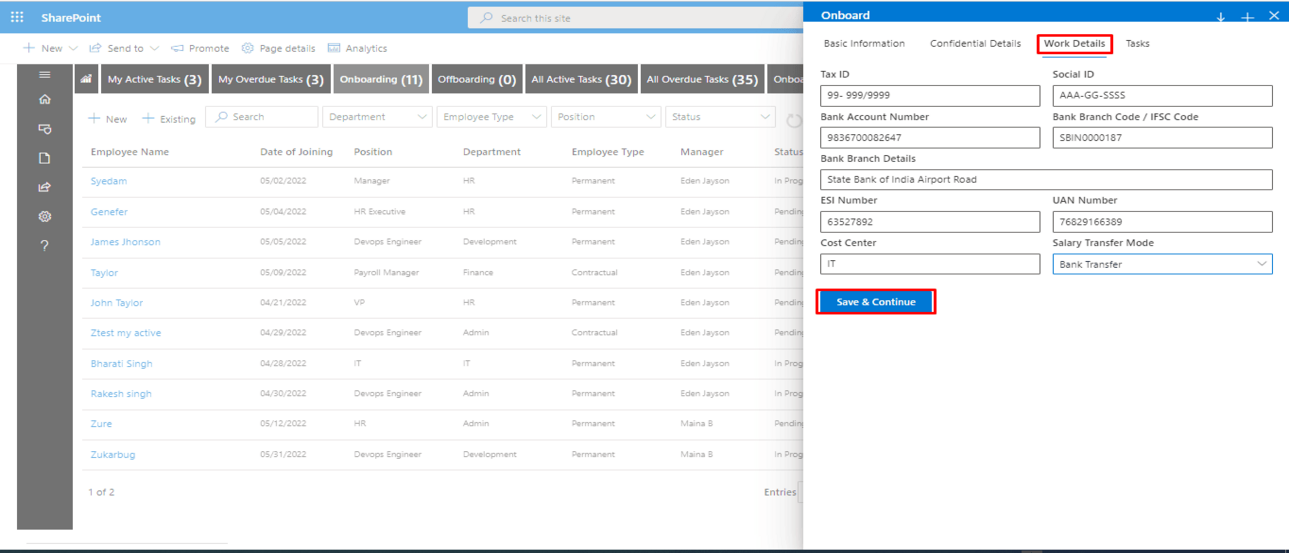 SharePoint
Search this site
New Send to Promote Page details Analytics
My Active Tasks (3) My Overdue Tasks (3) Onboarding (11) Offboarding (0) All Active Tasks (30) All Overdue Tasks (35) Onboa
New Existing Search Department Employee Type Position Status
Employee Name Date of Joining Position Department Employee Type Manager Status
Syedam 05/02/2022 Manager HR Permanent Eden Jayson In Prog
Genefer 05/04/2022 HR Executive HR Permanent Eden Jayson Pending
James Jhonson 05/05/2022 Devops Engineer Development Permanent Eden Jayson Pending
Taylor 05/09/2022 Payroll Manager Finance Contractual Eden Jayson Pending
John Taylor 04/21/2022 VP HR Permanent Eden Jayson Pending
Ztest my active 04/29/2022 Devops Engineer Admin Contractual Eden Jayson Pending
Bharati Singh 04/28/2022 IT IT Permanent Eden Jayson In Prog
Rakesh singh 04/30/2022 Devops Engineer Admin Permanent Eden Jayson In Prog
Zure 05/12/2022 HR Admin Permanent Maina B Pending
Zukarbug 05/31/2022 Devops Engineer Development Permanent Maina B In Prog
1 of 2 Entries
Onboard
Basic Information Confidential Details Work Details Tasks
Tax ID Social ID
99- 999/9999 AAA-GG-SSSS
Bank Account Number Bank Branch Code / IFSC Code
9836700082647 SBIN0000187
Bank Branch Details
State Bank of India Airport Road
ESI Number UAN Number
63527892 76829166389
Cost Center Salary Transfer Mode
IT Bank Transfer
Save & Continue